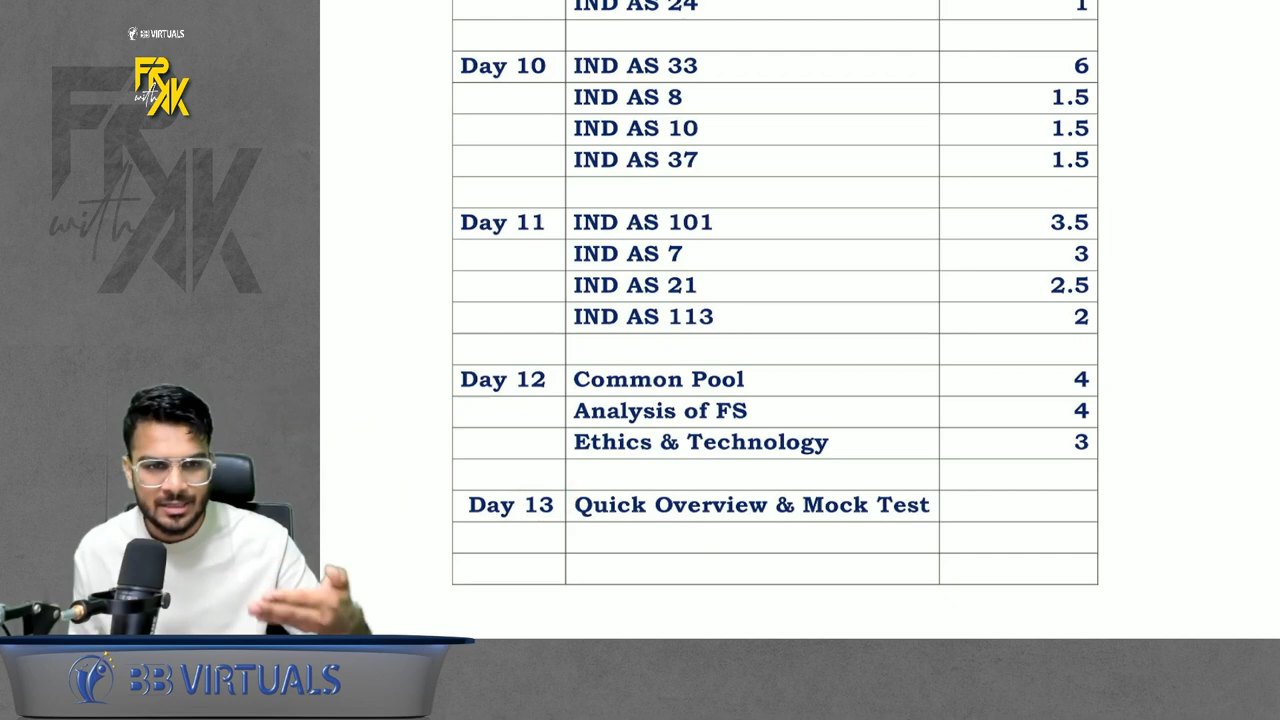 BB VIRTUALS
FR
with AK
FR
with AK
IND AS 24 1
Day 10 IND AS 33 6
IND AS 8 1.5
IND AS 10 1.5
IND AS 37 1.5
Day 11 IND AS 101 3.5
IND AS 7 3
IND AS 21 2.5
IND AS 113 2
Day 12 Common Pool 4
Analysis of FS 4
Ethics & Technology 3
Day 13 Quick Overview & Mock Test
BB VIRTUALS